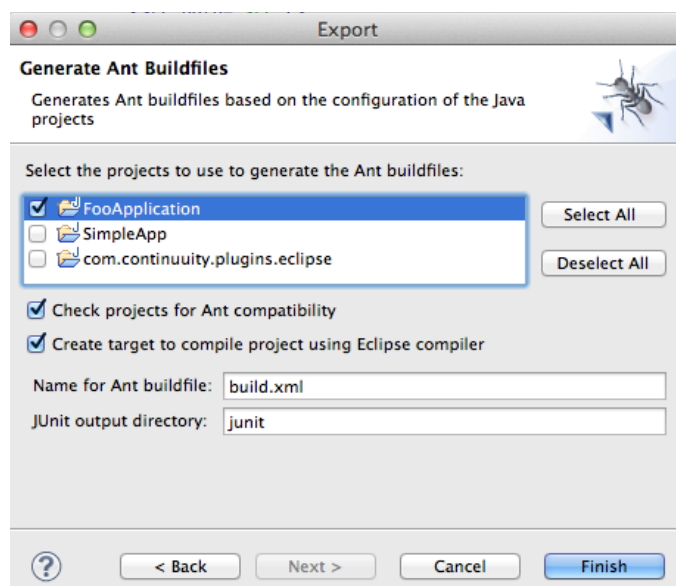 Export
Generate Ant Buildfiles
Generates Ant buildfiles based on the configuration of the Java
projects
Select the projects to use to generate the Ant buildfiles:
FooApplication
SimpleApp
com.continuuity.plugins.eclipse
Select All
Deselect All
Check projects for Ant compatibility
Create target to compile project using Eclipse compiler
Name for Ant buildfile: build.xml
JUnit output directory: junit
? < Back Next > Cancel Finish